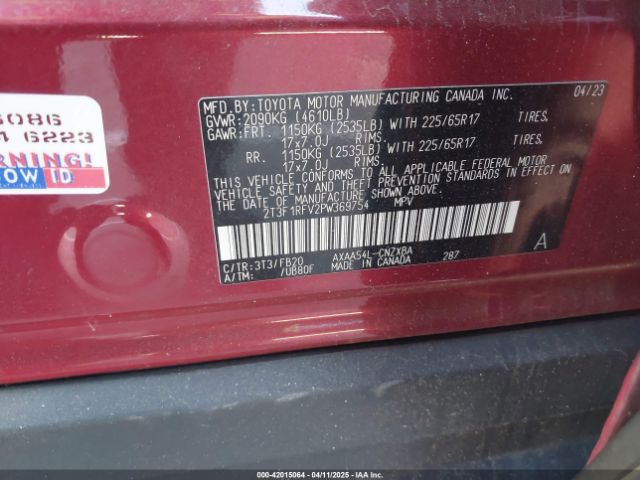 6086
6223
RNING!
OW ID
MFD. BY: TOYOTA MOTOR MANUFACTURING CANADA INC. 04/23
GVWR: 2090KG (4610LB)
GAWR: FRT. 1150KG (2535LB) WITH 225/65R17 TIRES.
17x7.0J RIMS.
RR. 1150KG (2535LB) WITH 225/65R17 TIRES.
17x7.0J RIMS.
THIS VEHICLE CONFORMS TO ALL APPLICABLE FEDERAL MOTOR
VEHICLE SAFETY AND THEFT PREVENTION STANDARDS IN EFFECT ON
THE DATE OF MANUFACTURE SHOWN ABOVE.
2T3F1RFV2PW369754 MPV
A
C/TR: 3T3/FB20 AXAA54L-CNZXBA 287
A/TM: /UB80F MADE IN CANADA
000-42015064 - 04/11/2025 - IAAI.COM